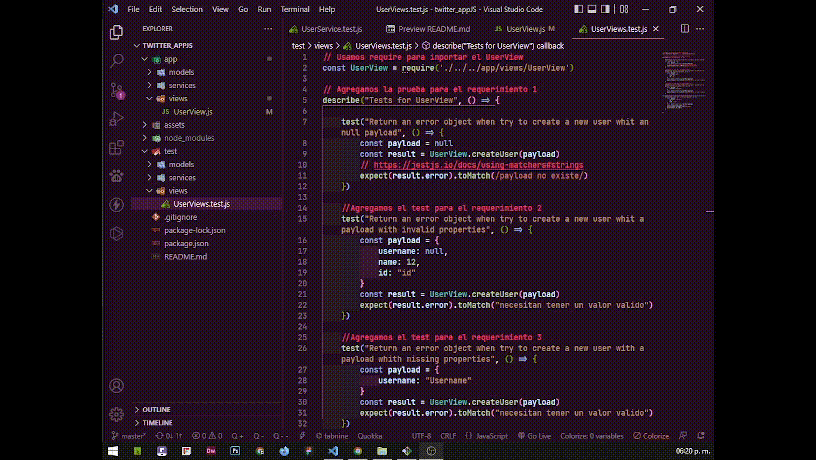 File Edit Selection View Go Run Terminal Help UserViews.test.js - twitter_appJS - Visual Studio Code
EXPLORER
UserService.test.js Preview README.md UserView.js M UserViews.test.js
TWITTER_APPJS
test > views > UserViews.test.js > describe("Tests for UserView") callback
app
models
services
views
UserView.js M
assets
node_modules
test
models
services
views
UserViews.test.js
.gitignore
package-lock.json
package.json
README.md
OUTLINE
TIMELINE
1 // Usamos require para inportar el UserView
2 const UserView = require('./../../app/views/UserView')
3
4 // Agregamos la prueba para el requerimiento 1
5 describe("Tests for UserView", () => {
6
7 test("Return an error object when try to create a new user whit an
null payload", () => {
8 const payload = null
9 const result = UserView.createUser(payload)
10 // https://jestjs.io/docs/using-matchers#strings
11 expect(result.error).toMatch(/payload no existe/)
12 })
13
14 //Agregamos el test para el requerimiento 2
15 test("Return an error object when try to create a new user whit a
payload with invalid properties", () => {
16 const payload = {
17 username: null,
18 name: 12,
19 id: "id"
20 }
21 const result = UserView.createUser(payload)
22 expect(result.error).toMatch("necesitan tener un valor valido")
23 })
24
25 //Agregamos el test para el requerimiento 3
26 test("Return an error object when try to create a new user with a
payload whith nissing properties", () => {
27 const payload = {
28 username: "Username"
29 }
30 const result = UserView.createUser(payload)
31 expect(result.error).toMatch("necesitan tener un valor valido")
32 })
master* 0↓ 1↑ 0 0 Q + Q - Q - - tabnine Quokka UTF-8 CRLF {} JavaScript Go Live Colorize: 0 variables Colorize
06:20 p. m.